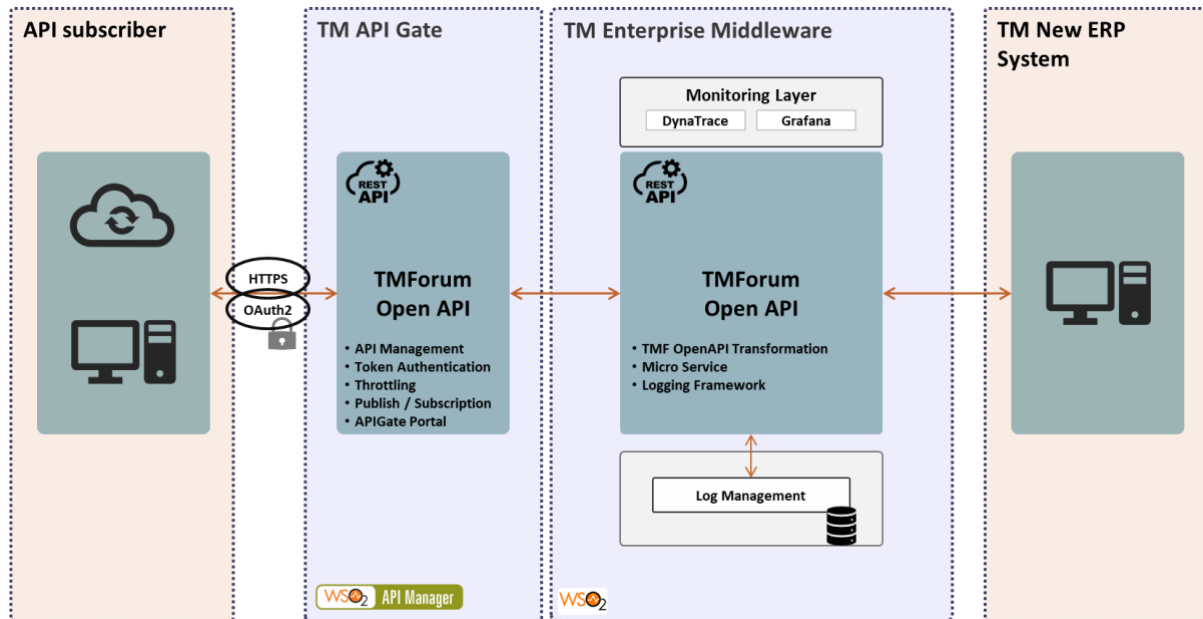 API subscriber
TM API Gate
TM Enterprise Middleware
TM New ERP
System
Monitoring Layer
DynaTrace
Grafana
REST
API
REST
API
HTTPS
OAuth2
TMForum
Open API
TMForum
Open API
• API Management
• Token Authentication
• Throttling
• Publish / Subscription
• APIGate Portal
• TMF OpenAPI Transformation
• Micro Service
• Logging Framework
Log Management
WSO2 API Manager
WSO2